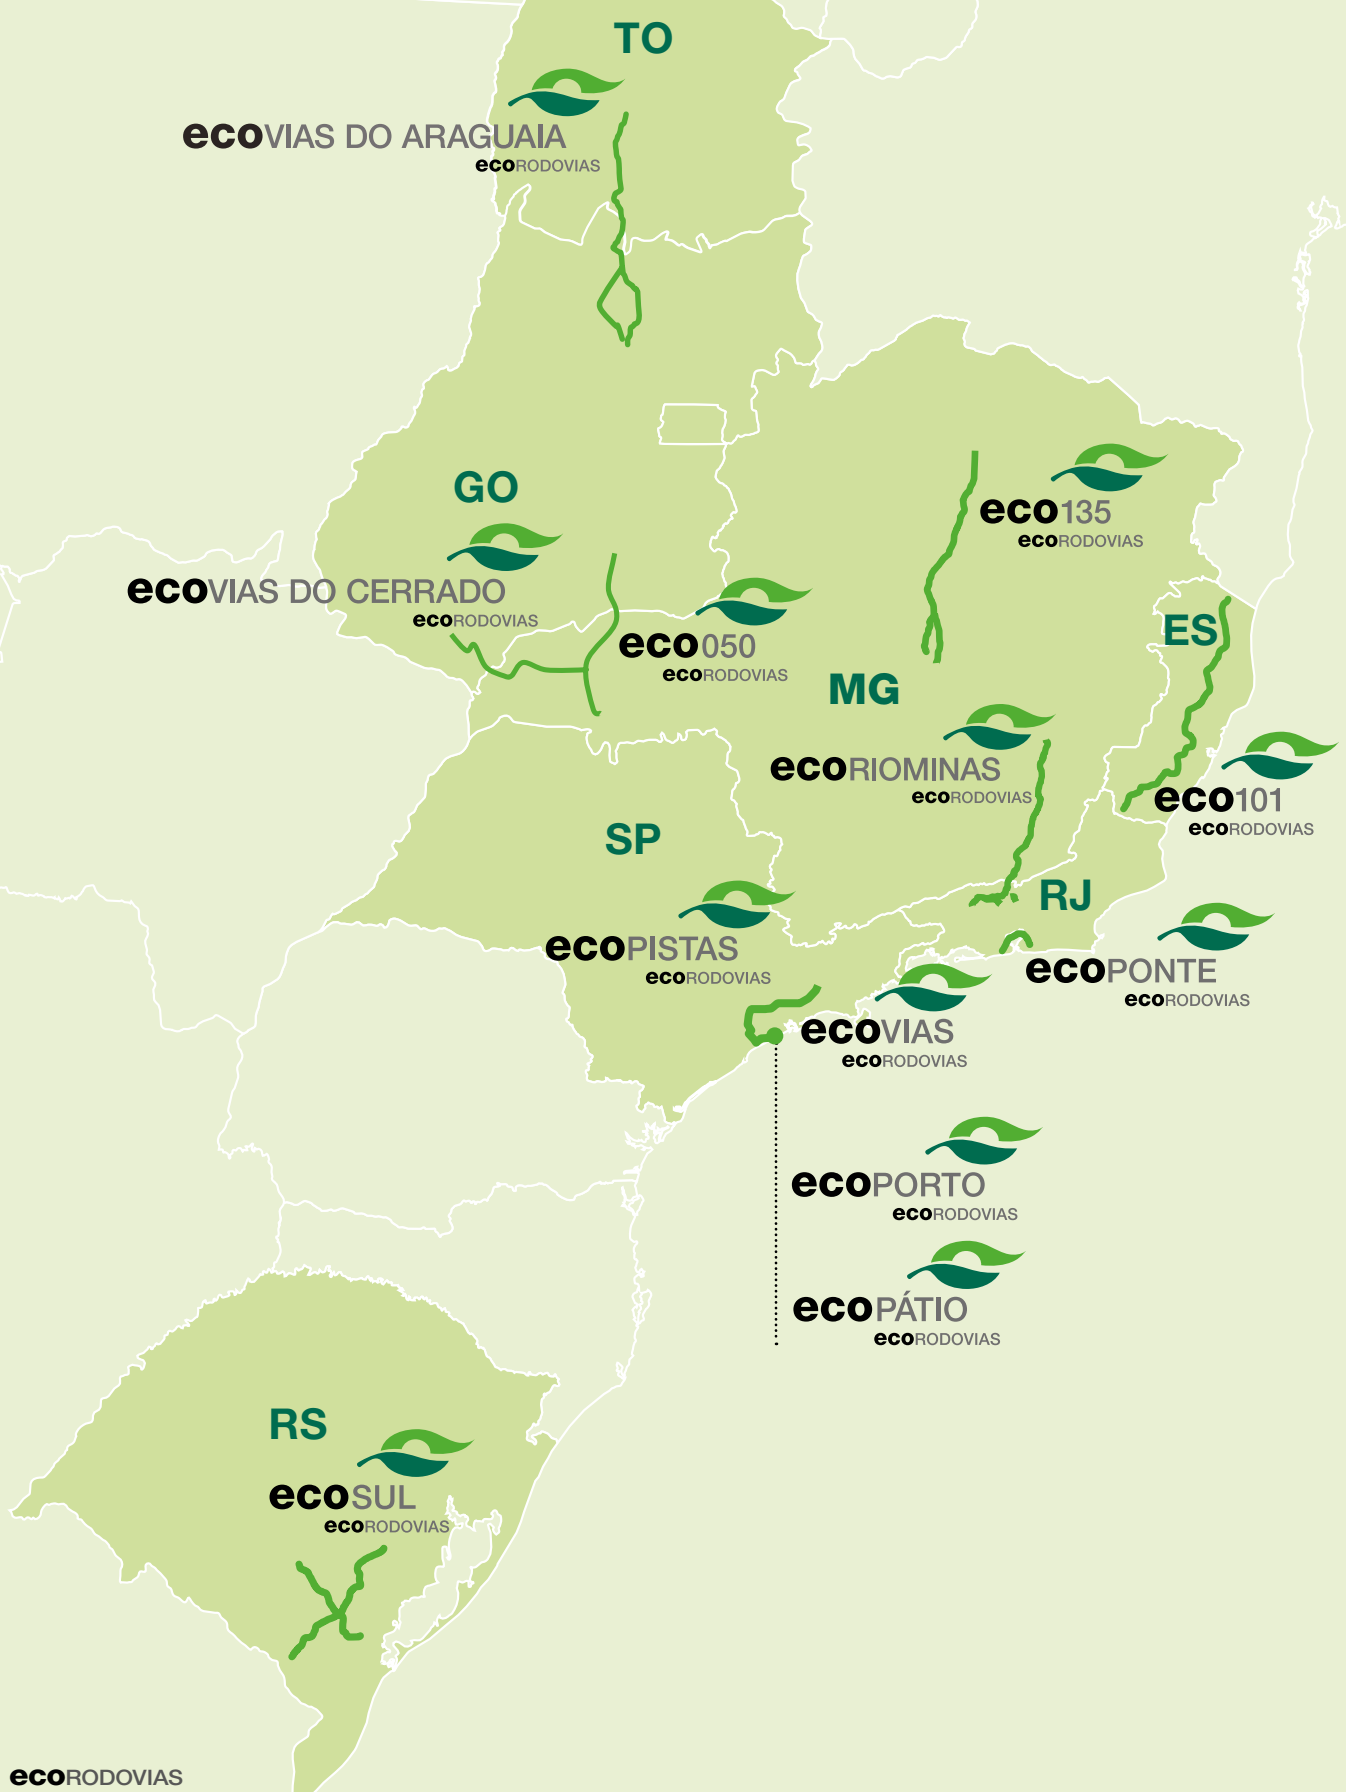 TO
ecoVIAS DO ARAGUAIA
ecoRODOVIAS
GO
ecoVIAS DO CERRADO
ecoRODOVIAS
eco135
ecoRODOVIAS
eco050
ecoRODOVIAS
ES
MG
ecoRIOMINAS
ecoRODOVIAS
eco101
ecoRODOVIAS
SP
RJ
ecoPISTAS
ecoRODOVIAS
ecoPONTE
ecoRODOVIAS
ecoVIAS
ecoRODOVIAS
ecoPORTO
ecoRODOVIAS
ecoPÁTIO
ecoRODOVIAS
RS
ecoSUL
ecoRODOVIAS
ecoRODOVIAS